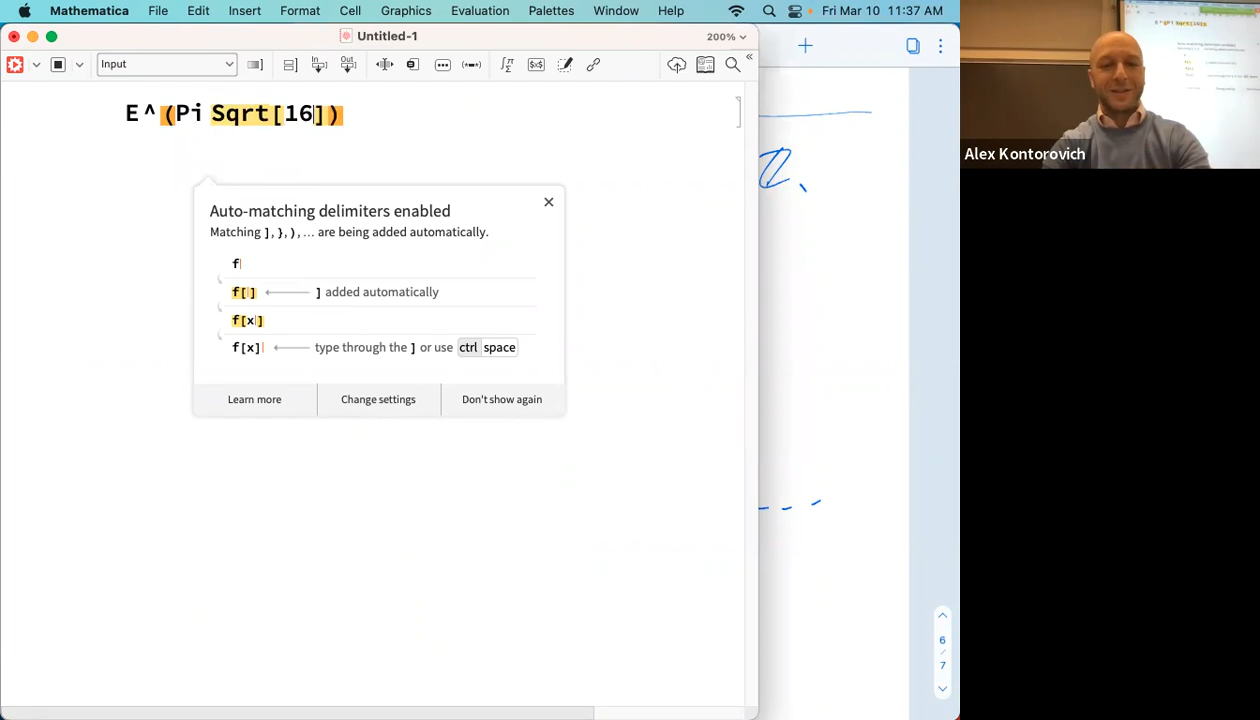 Mathematica File Edit Insert Format Cell Graphics Evaluation Palettes Window Help Fri Mar 10 11:37 AM
Untitled-1 200%
Input In[] Out[]
E^(Pi Sqrt[16])
Auto-matching delimiters enabled
Matching ], }, ), ... are being added automatically.
f
f[] ] added automatically
f[x]
f[x] type through the ] or use ctrl space
Learn more Change settings Don't show again
ℤ.
6
/
7
Alex Kontorovich